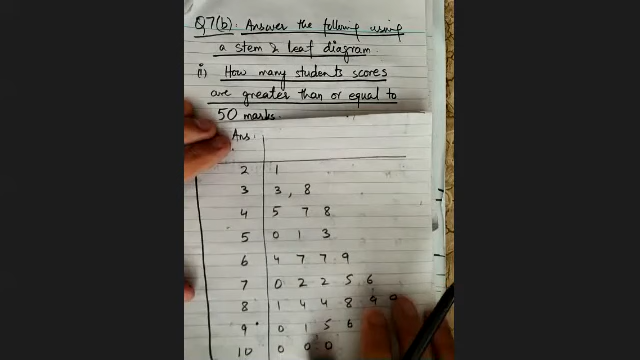 Q7(b). Answer the following using
a stem & leaf diagram.
(i) How many students scores
are greater than or equal to
50 marks.
Ans:
2 1
3 3, 8
4 5 7 8
5 0 1 3
6 4 7 7 9
7 0 2 2 5 6
8 1 4 4 8 9
9 0 1 5 6
10 0 0 0